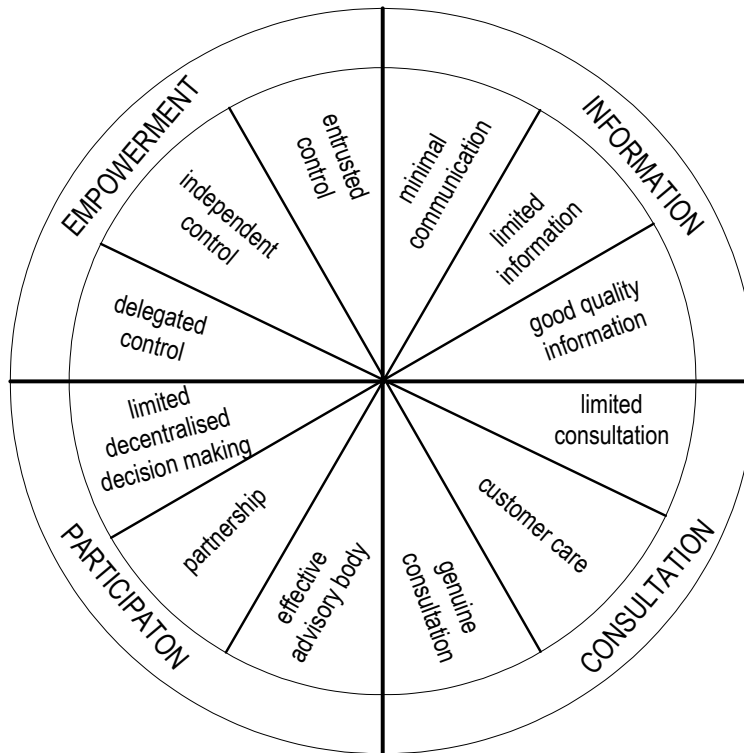 INFORMATION
minimal
communication
limited
information
good quality
information
CONSULTATION
limited
consultation
customer care
genuine
consultation
PARTICIPATON
effective
advisory body
partnership
limited
decentralised
decision making
EMPOWERMENT
delegated
control
independent
control
entrusted
control